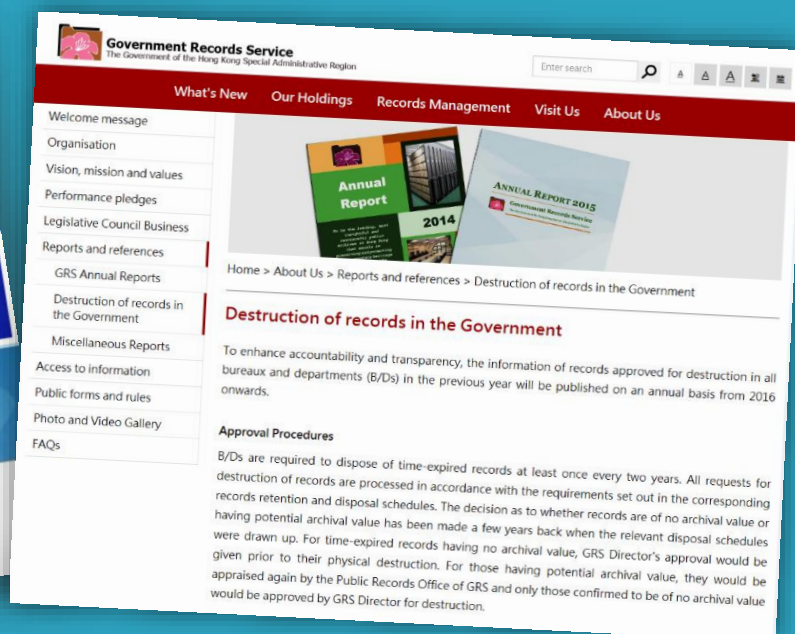 Government Records Service
The Government of the Hong Kong Special Administrative Region
Enter search
A A A 繁 簡
What's New Our Holdings Records Management Visit Us About Us
Welcome message
Organisation
Vision, mission and values
Performance pledges
Legislative Council Business
Reports and references
GRS Annual Reports
Destruction of records in
the Government
Miscellaneous Reports
Access to information
Public forms and rules
Photo and Video Gallery
FAQs
Annual
Report
2014
ANNUAL REPORT 2015
Government Records Service
Home > About Us > Reports and references > Destruction of records in the Government
Destruction of records in the Government
To enhance accountability and transparency, the information of records approved for destruction in all
bureaux and departments (B/Ds) in the previous year will be published on an annual basis from 2016
onwards.
Approval Procedures
B/Ds are required to dispose of time-expired records at least once every two years. All requests for
destruction of records are processed in accordance with the requirements set out in the corresponding
records retention and disposal schedules. The decision as to whether records are of no archival value or
having potential archival value has been made a few years back when the relevant disposal schedules
were drawn up. For time-expired records having no archival value, GRS Director's approval would be
given prior to their physical destruction. For those having potential archival value, they would be
appraised again by the Public Records Office of GRS and only those confirmed to be of no archival value
would be approved by GRS Director for destruction.